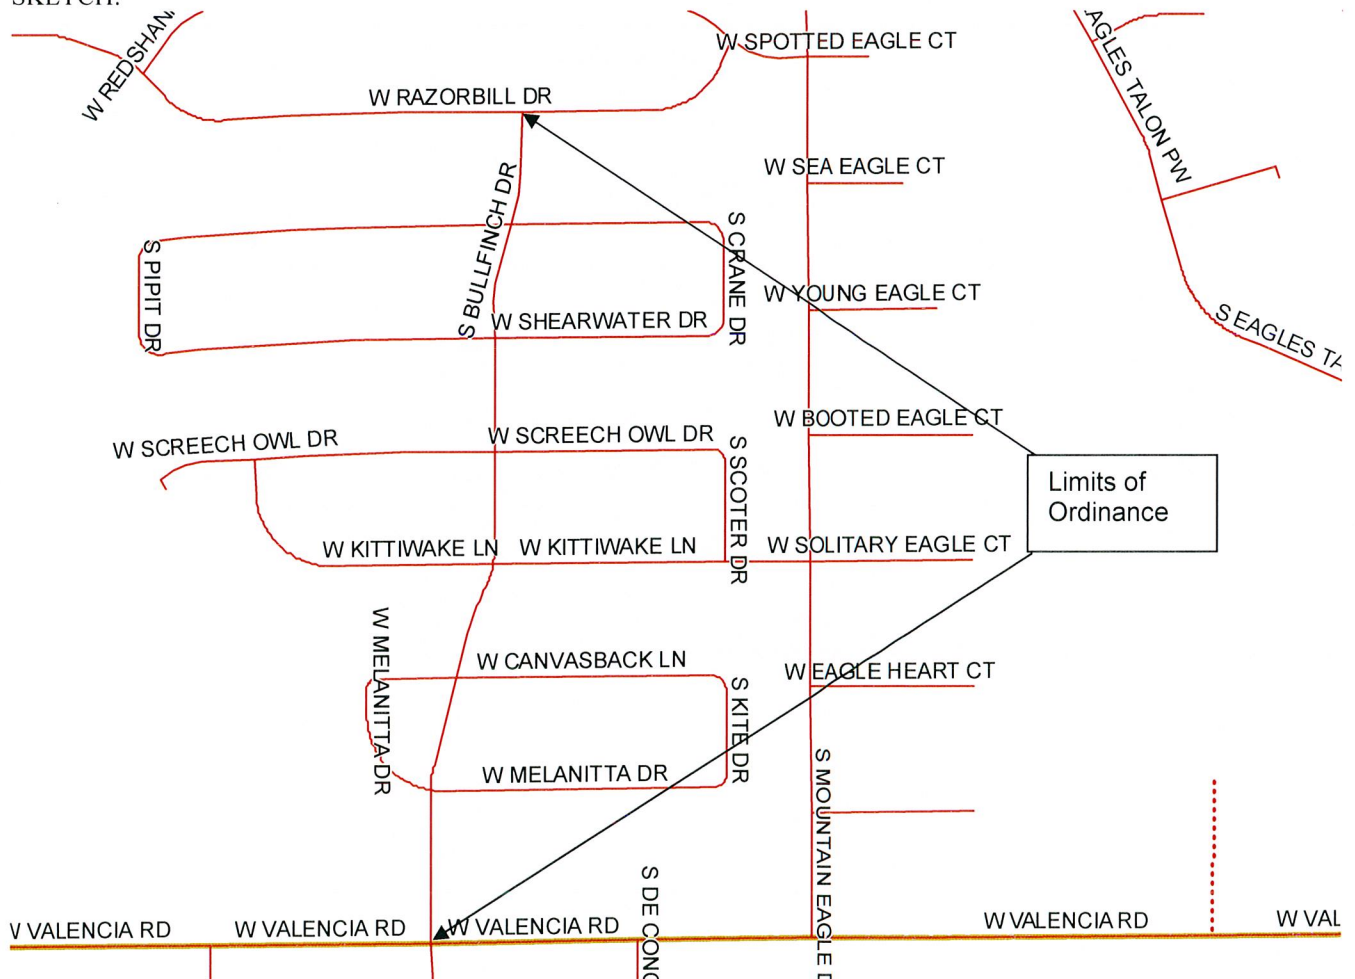 SKETCH:
W REDSHAN
W SPOTTED EAGLE CT
W RAZORBILL DR
AGLES TALON PW
W SEA EAGLE CT
S BULLFINCH DR
S CRANE DR
S PIPIT DR
W YOUNG EAGLE CT
W SHEARWATER DR
S EAGLES TA
W BOOTED EAGLE CT
W SCREECH OWL DR
W SCREECH OWL DR
S SCOTER DR
Limits of
Ordinance
W KITTIWAKE LN
W KITTIWAKE LN
W SOLITARY EAGLE CT
W MELANITTA DR
W CANVASBACK LN
W EAGLE HEART CT
S KITE DR
W MELANITTA DR
S MOUNTAIN EAGLE D
S DE CONC
W VALENCIA RD
W VALENCIA RD
W VALENCIA RD
W VALENCIA RD
W VAL